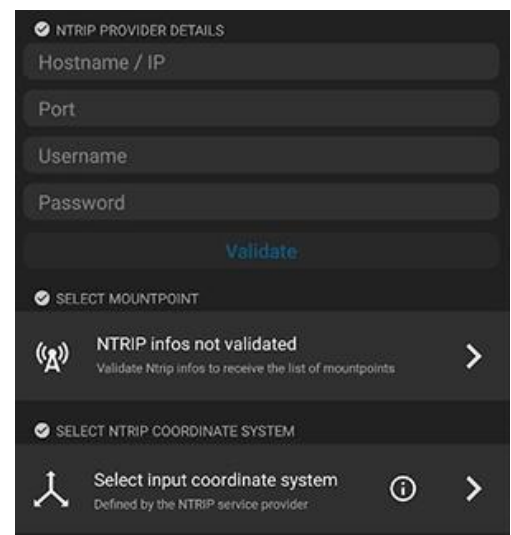 NTRIP PROVIDER DETAILS
Hostname / IP
Port
Username
Password
Validate
SELECT MOUNTPOINT
NTRIP infos not validated
Validate Ntrip infos to receive the list of mountpoints
SELECT NTRIP COORDINATE SYSTEM
Select input coordinate system
Defined by the NTRIP service provider